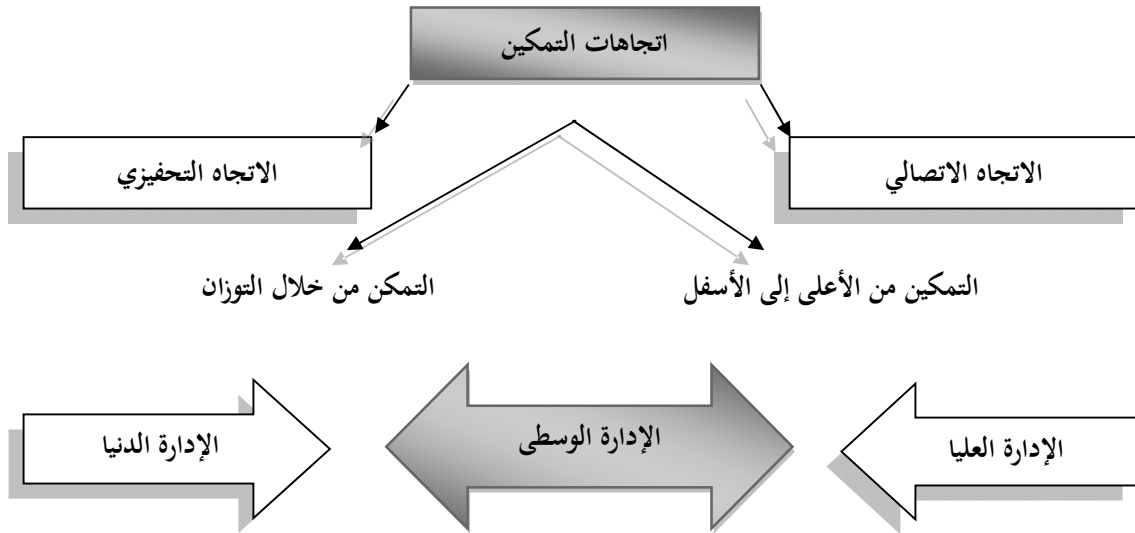 اتجاهات التمكين
الاتجاه الاتصالي
الاتجاه التحفيزي
التمكين من الأعلى إلى الأسفل
التمكن من خلال التوزان
الإدارة العليا
الإدارة الوسطى
الإدارة الدنيا